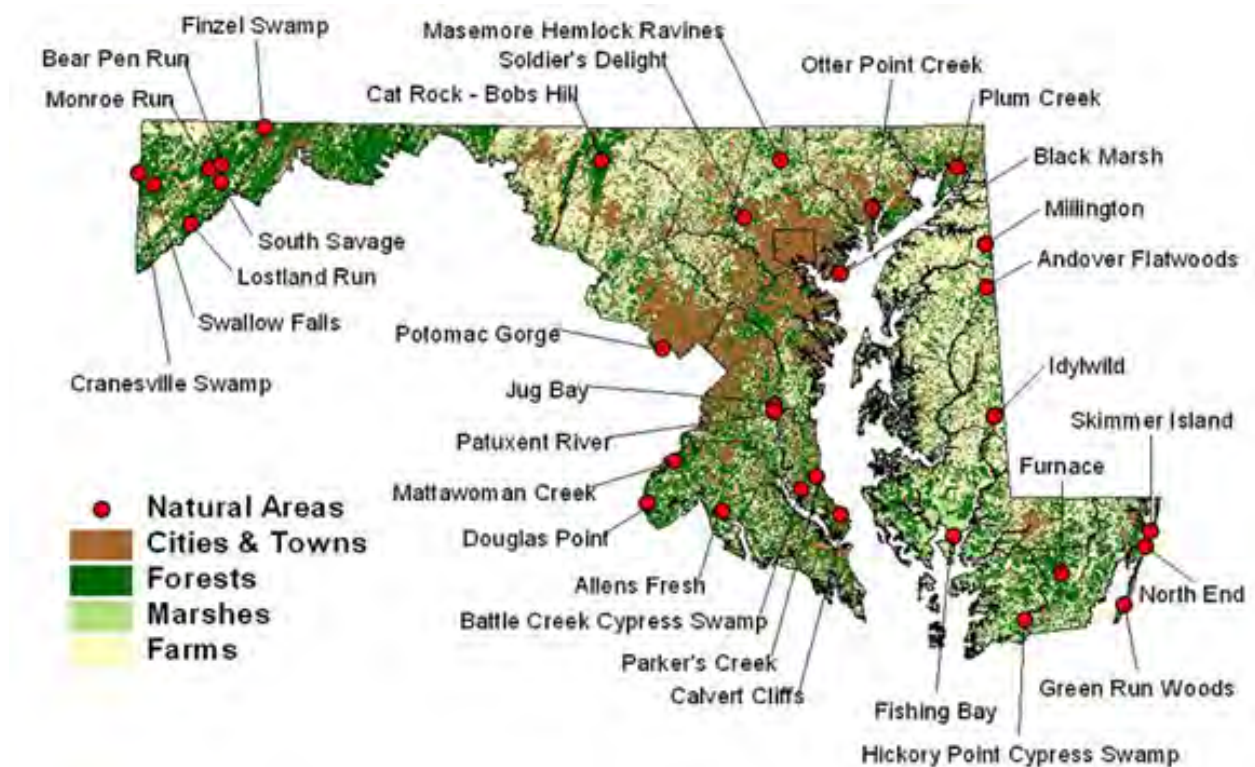 Finzel Swamp
Masemore Hemlock Ravines
Soldier's Delight
Bear Pen Run
Otter Point Creek
Monroe Run
Cat Rock - Bobs Hill
Plum Creek
Black Marsh
Millington
South Savage
Andover Flatwoods
Lostland Run
Swallow Falls
Potomac Gorge
Cranesville Swamp
Idylwild
Jug Bay
Skimmer Island
Patuxent River
Furnace
Mattawoman Creek
Natural Areas
Cities & Towns
Douglas Point
Forests
Allens Fresh
North End
Marshes
Battle Creek Cypress Swamp
Farms
Parker's Creek
Green Run Woods
Calvert Cliffs
Fishing Bay
Hickory Point Cypress Swamp